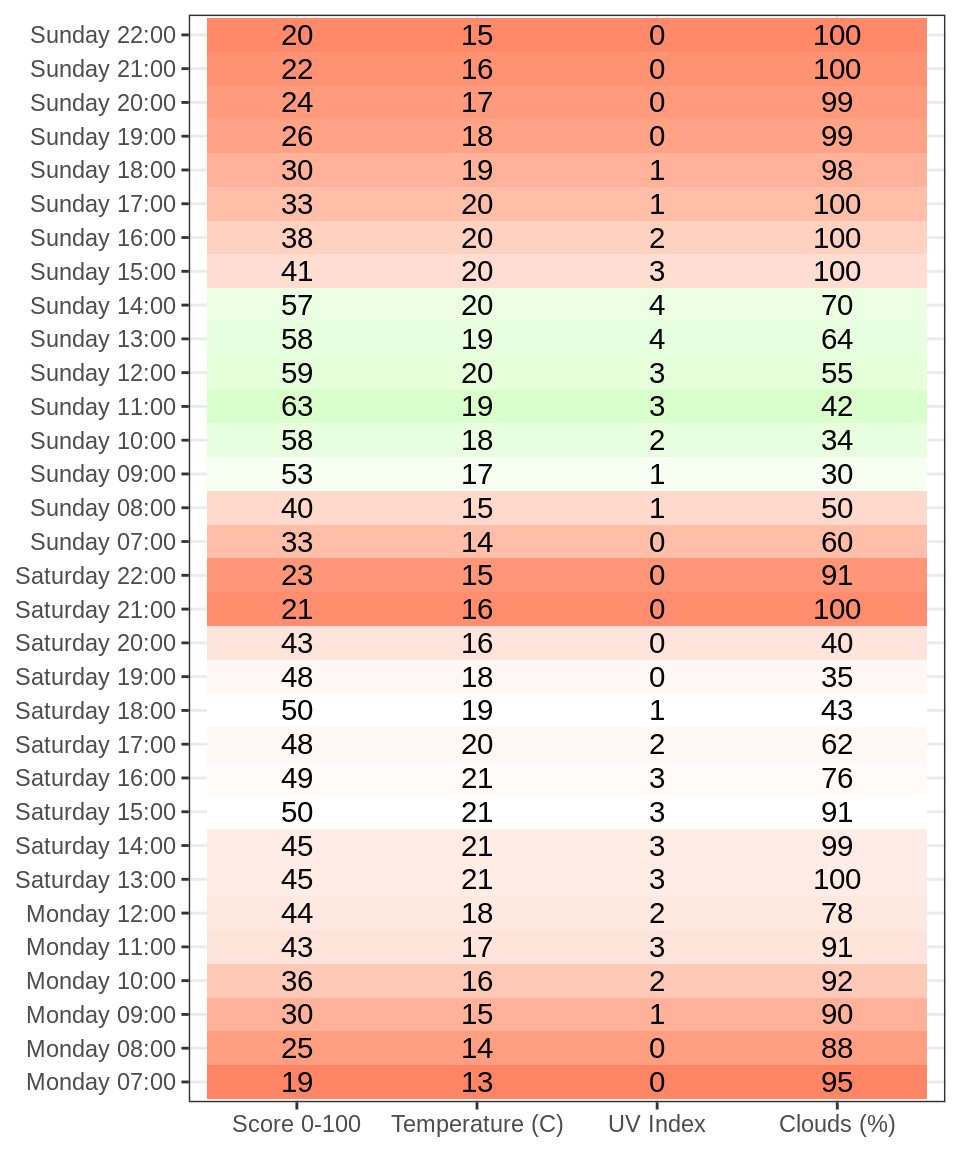 Sunday 22:00 20 15 0 100
Sunday 21:00 22 16 0 100
Sunday 20:00 24 17 0 99
Sunday 19:00 26 18 0 99
Sunday 18:00 30 19 1 98
Sunday 17:00 33 20 1 100
Sunday 16:00 38 20 2 100
Sunday 15:00 41 20 3 100
Sunday 14:00 57 20 4 70
Sunday 13:00 58 19 4 64
Sunday 12:00 59 20 3 55
Sunday 11:00 63 19 3 42
Sunday 10:00 58 18 2 34
Sunday 09:00 53 17 1 30
Sunday 08:00 40 15 1 50
Sunday 07:00 33 14 0 60
Saturday 22:00 23 15 0 91
Saturday 21:00 21 16 0 100
Saturday 20:00 43 16 0 40
Saturday 19:00 48 18 0 35
Saturday 18:00 50 19 1 43
Saturday 17:00 48 20 2 62
Saturday 16:00 49 21 3 76
Saturday 15:00 50 21 3 91
Saturday 14:00 45 21 3 99
Saturday 13:00 45 21 3 100
Monday 12:00 44 18 2 78
Monday 11:00 43 17 3 91
Monday 10:00 36 16 2 92
Monday 09:00 30 15 1 90
Monday 08:00 25 14 0 88
Monday 07:00 19 13 0 95
Score 0-100 Temperature (C) UV Index Clouds (%)